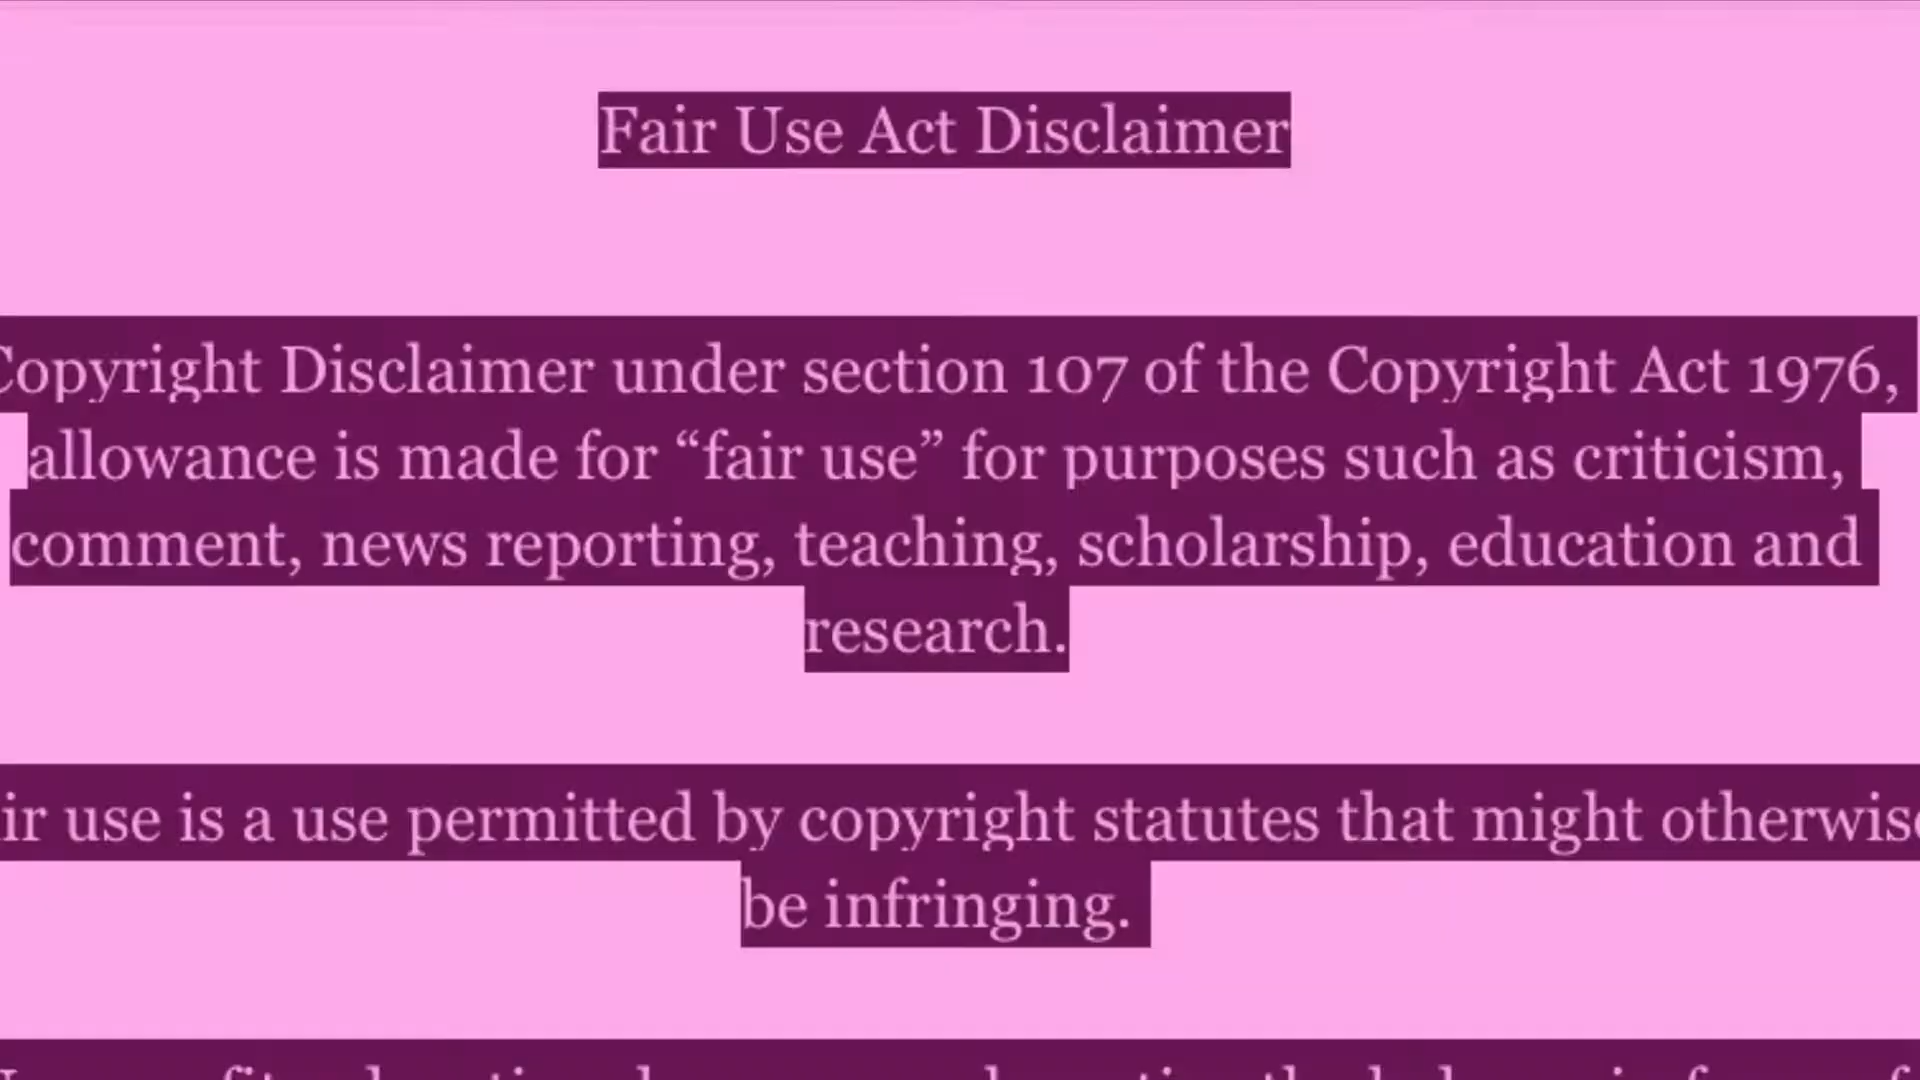 Fair Use Act Disclaimer
Copyright Disclaimer under section 107 of the Copyright Act 1976,
allowance is made for “fair use” for purposes such as criticism,
comment, news reporting, teaching, scholarship, education and
research.
ir use is a use permitted by copyright statutes that might otherwise
be infringing.